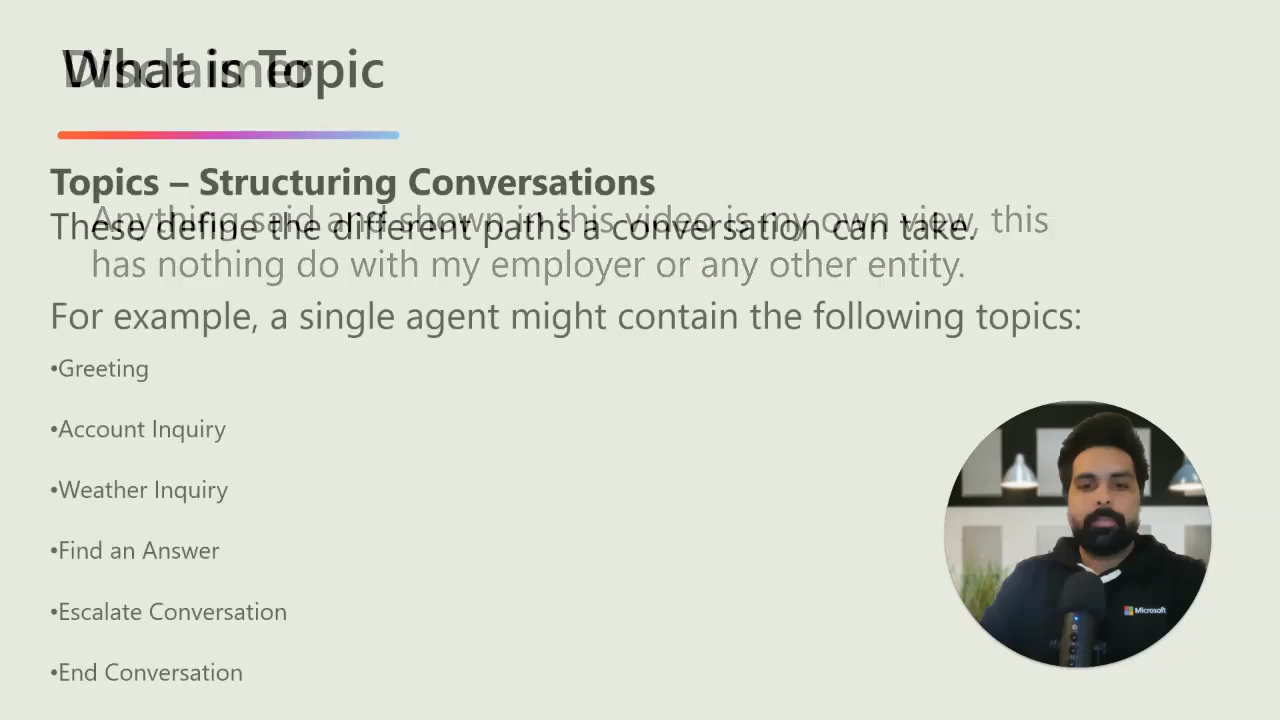 What is Topic
Disclaimer
Topics – Structuring Conversations
These define the different paths a conversation can take.
Anything said and shown in this video is my own view, this
has nothing do with my employer or any other entity.
For example, a single agent might contain the following topics:
•Greeting
•Account Inquiry
•Weather Inquiry
•Find an Answer
•Escalate Conversation
•End Conversation
Microsoft